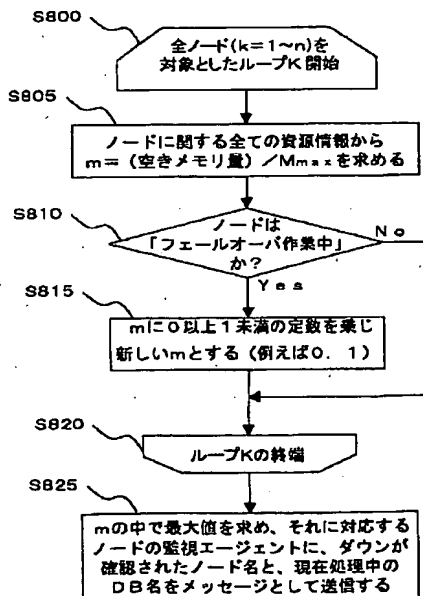 S800
全ノード(k=1~n)を
対象としたループK開始
S805
ノードに関する全ての資源情報から
m=(空きメモリ量)/Mmaxを求める
S810
ノードは
「フェールオーバ作業中」
か?
No
Yes
S815
mに0以上1未満の定数を乗じ
新しいmとする(例えば0.1)
S820
ループKの終端
S825
mの中で最大値を求め、それに対応する
ノードの監視エージェントに、ダウンが
確認されたノード名と、現在処理中の
DB名をメッセージとして送信する